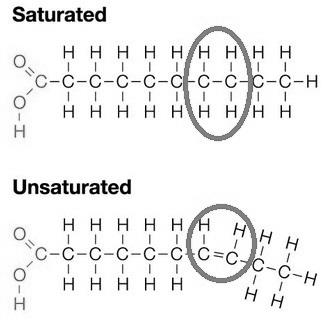 Saturated
H H H H H H H H H
O
C–C–C–C–C–C–C–C–C–C–H
O
H H H H H H H H H
H
Unsaturated
H H H H H H H H H
O
C–C–C–C–C–C–C=C–C–C–H
O
H H H H H H H
H